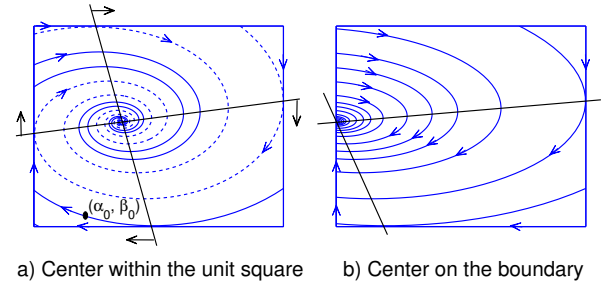 (α₀, β₀)
a) Center within the unit square
b) Center on the boundary